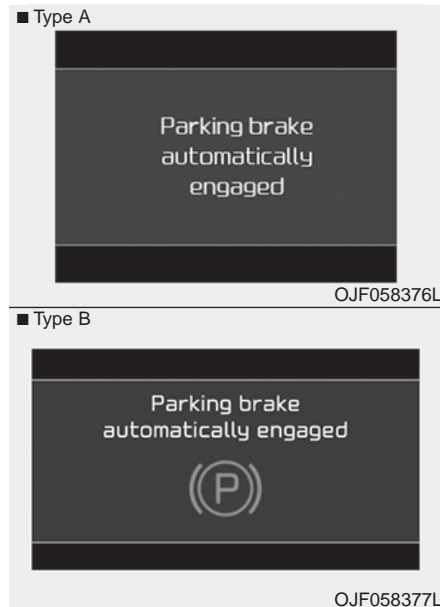 ■ Type A
Parking brake
automatically
engaged
OJF058376L
■ Type B
Parking brake
automatically engaged
(P)
OJF058377L